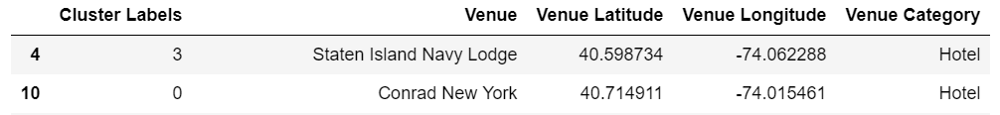 Cluster Labels Venue Venue Latitude Venue Longitude Venue Category
4 3 Staten Island Navy Lodge 40.598734 -74.062288 Hotel
10 0 Conrad New York 40.714911 -74.015461 Hotel